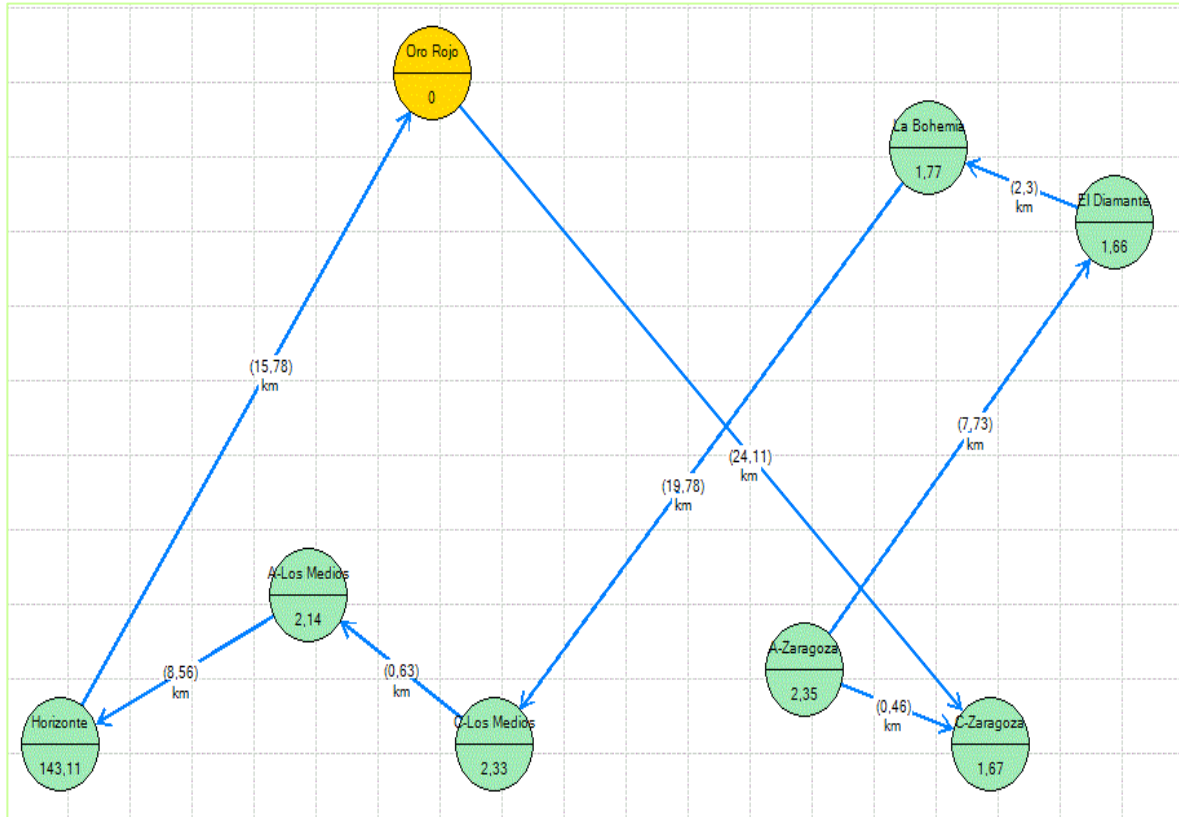 Oro Rojo
0
La Bohemia
1,77
(2,3)
km
El Diamante
1,66
(15,78)
km
(7,73)
km
(24,11)
km
(19,78)
km
A-Los Medios
2,14
(8,56)
km
(0,63)
km
A-Zaragoza
2,35
(0,46)
km
Horizonte
143,11
C-Los Medios
2,33
C-Zaragoza
1,67